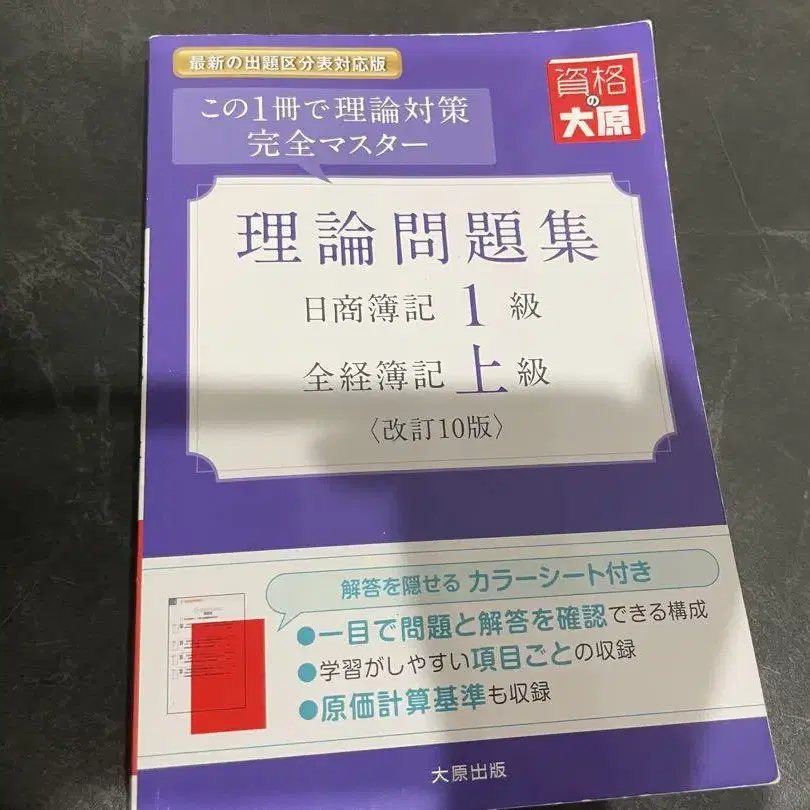 最新の出題区分表対応版
この1冊で理論対策
完全マスター
資格
の
大原
理論問題集
日商簿記 1 級
全経簿記 上 級
〈改訂10版〉
解答を隠せる カラーシート付き
●一目で問題と解答を確認できる構成
●学習がしやすい項目ごとの収録
●原価計算基準も収録
大原出版